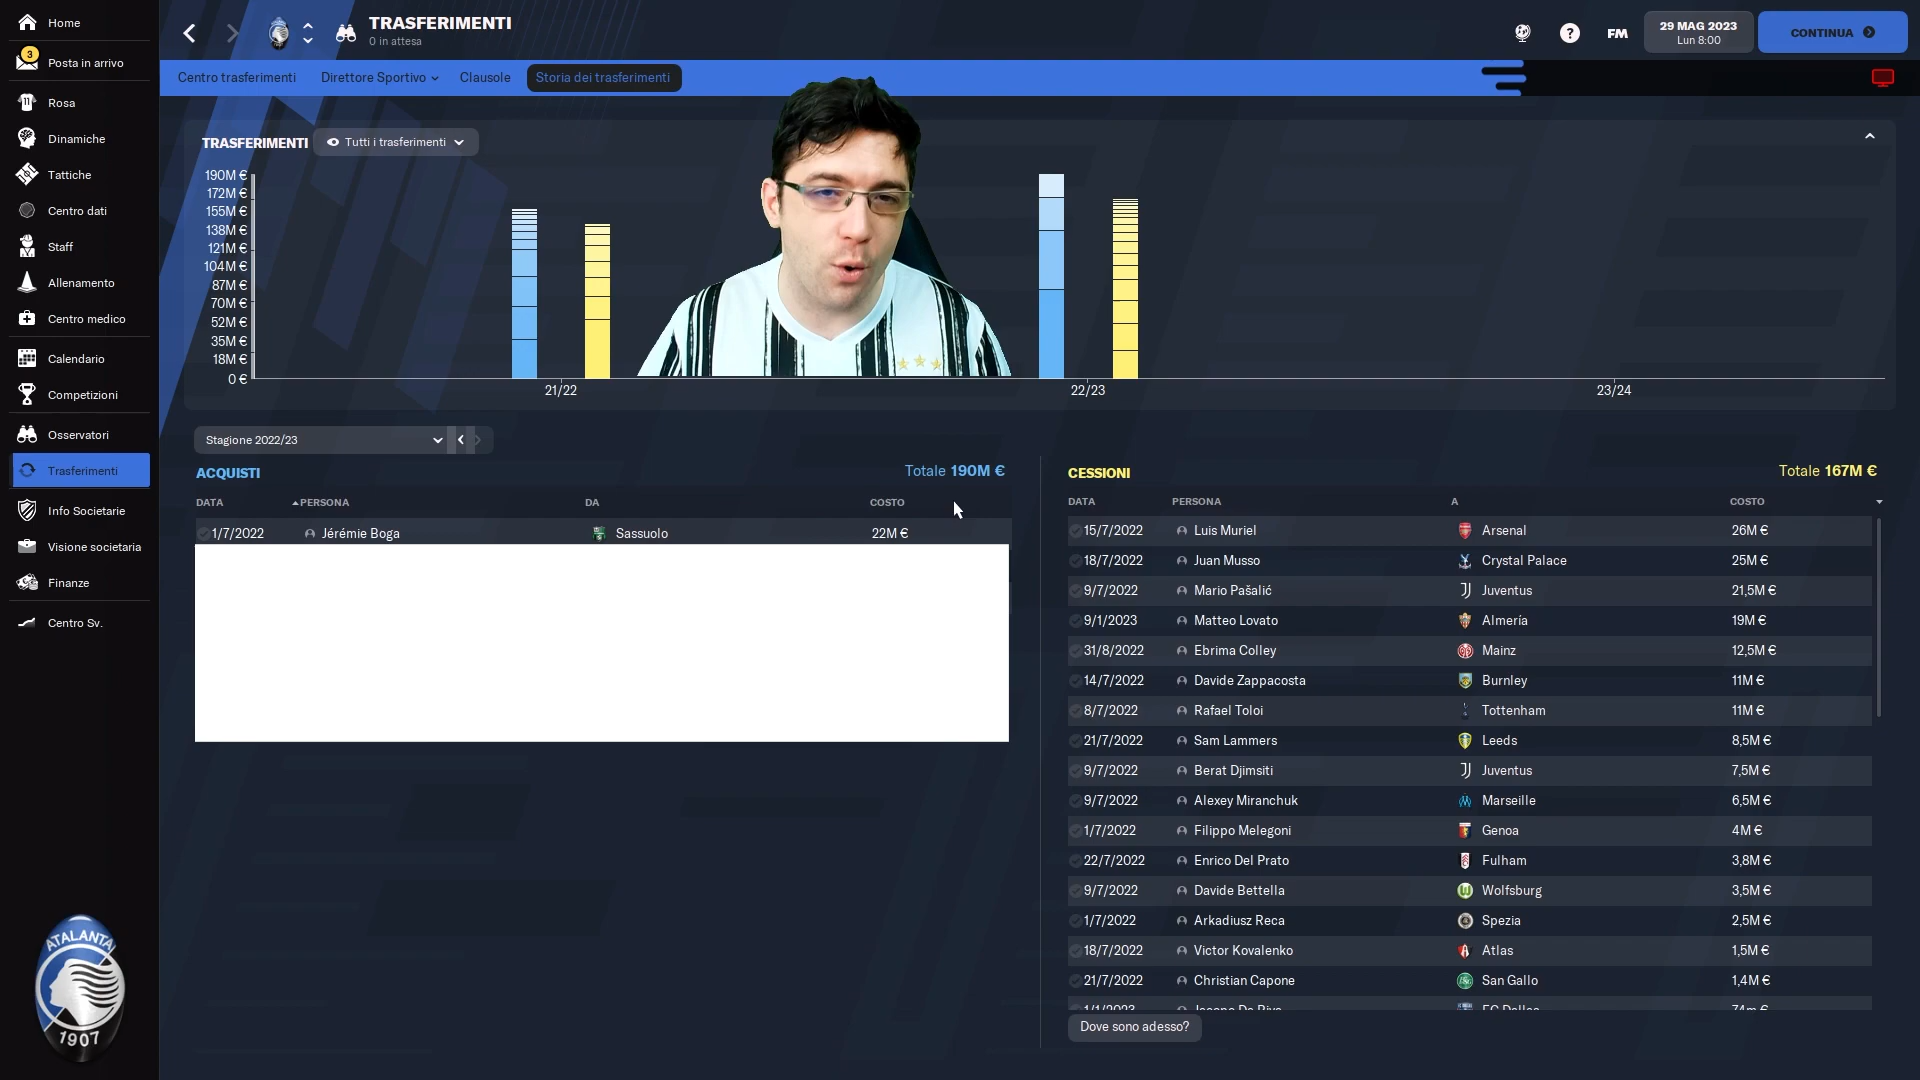 Home
3
Posta in arrivo
Rosa
Dinamiche
Tattiche
Centro dati
Staff
Allenamento
Centro medico
Calendario
Competizioni
Osservatori
Trasferimenti
Info Societarie
Visione societaria
Finanze
Centro Sv.
ATALANTA
1907
TRASFERIMENTI
0 in attesa
?
FM
29 MAG 2023
Lun 8:00
CONTINUA
Centro trasferimenti Direttore Sportivo Clausole Storia dei trasferimenti
TRASFERIMENTI Tutti i trasferimenti
190M €
172M €
155M €
138M €
121M €
104M €
87M €
70M €
52M €
35M €
18M €
0 €
21/22 22/23 23/24
Stagione 2022/23
ACQUISTI Totale 190M €
DATA PERSONA DA COSTO
1/7/2022 Jérémie Boga Sassuolo 22M €
CESSIONI Totale 167M €
DATA PERSONA A COSTO
15/7/2022 Luis Muriel Arsenal 26M €
18/7/2022 Juan Musso Crystal Palace 25M €
9/7/2022 Mario Pašalić Juventus 21,5M €
9/1/2023 Matteo Lovato Almería 19M €
31/8/2022 Ebrima Colley Mainz 12,5M €
14/7/2022 Davide Zappacosta Burnley 11M €
8/7/2022 Rafael Toloi Tottenham 11M €
21/7/2022 Sam Lammers Leeds 8,5M €
9/7/2022 Berat Djimsiti Juventus 7,5M €
9/7/2022 Alexey Miranchuk Marseille 6,5M €
1/7/2022 Filippo Melegoni Genoa 4M €
22/7/2022 Enrico Del Prato Fulham 3,8M €
9/7/2022 Davide Bettella Wolfsburg 3,5M €
1/7/2022 Arkadiusz Reca Spezia 2,5M €
18/7/2022 Victor Kovalenko Atlas 1,5M €
21/7/2022 Christian Capone San Gallo 1,4M €
Dove sono adesso?